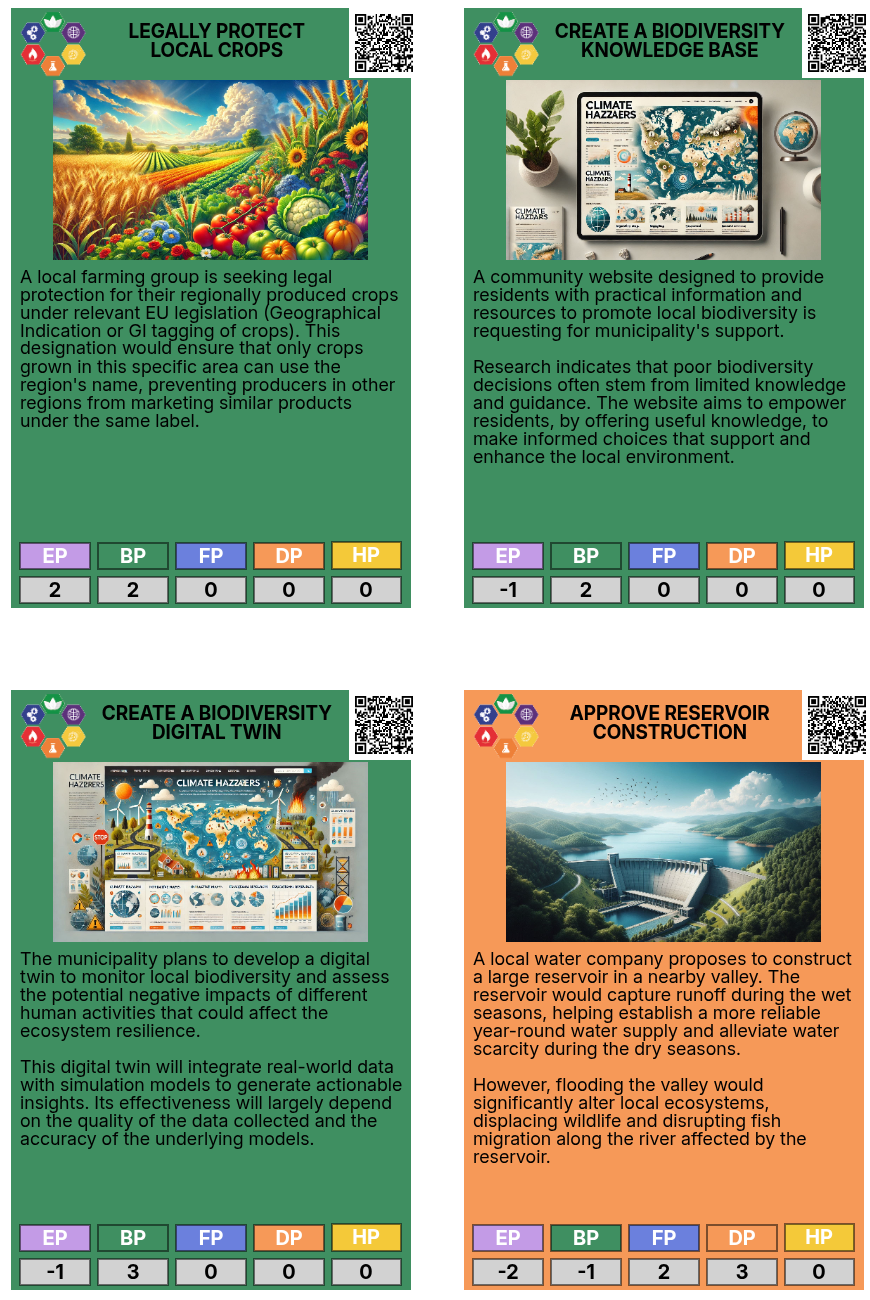 LEGALLY PROTECT
LOCAL CROPS
A local farming group is seeking legal
protection for their regionally produced crops
under relevant EU legislation (Geographical
Indication or GI tagging of crops). This
designation would ensure that only crops
grown in this specific area can use the
region's name, preventing producers in other
regions from marketing similar products
under the same label.
EP BP FP DP HP
2 2 0 0 0
CREATE A BIODIVERSITY
KNOWLEDGE BASE
CLIMATE
HAZZAERS
CLIMATE
HAZDARS
CLIMATE
HAZDARS
A community website designed to provide
residents with practical information and
resources to promote local biodiversity is
requesting for municipality's support.
Research indicates that poor biodiversity
decisions often stem from limited knowledge
and guidance. The website aims to empower
residents, by offering useful knowledge, to
make informed choices that support and
enhance the local environment.
EP BP FP DP HP
-1 2 0 0 0
CREATE A BIODIVERSITY
DIGITAL TWIN
CLIMATE
CLIMATE HAZZÆERS
STOP
The municipality plans to develop a digital
twin to monitor local biodiversity and assess
the potential negative impacts of different
human activities that could affect the
ecosystem resilience.
This digital twin will integrate real-world data
with simulation models to generate actionable
insights. Its effectiveness will largely depend
on the quality of the data collected and the
accuracy of the underlying models.
EP BP FP DP HP
-1 3 0 0 0
APPROVE RESERVOIR
CONSTRUCTION
A local water company proposes to construct
a large reservoir in a nearby valley. The
reservoir would capture runoff during the wet
seasons, helping establish a more reliable
year-round water supply and alleviate water
scarcity during the dry seasons.
However, flooding the valley would
significantly alter local ecosystems,
displacing wildlife and disrupting fish
migration along the river affected by the
reservoir.
EP BP FP DP HP
-2 -1 2 3 0